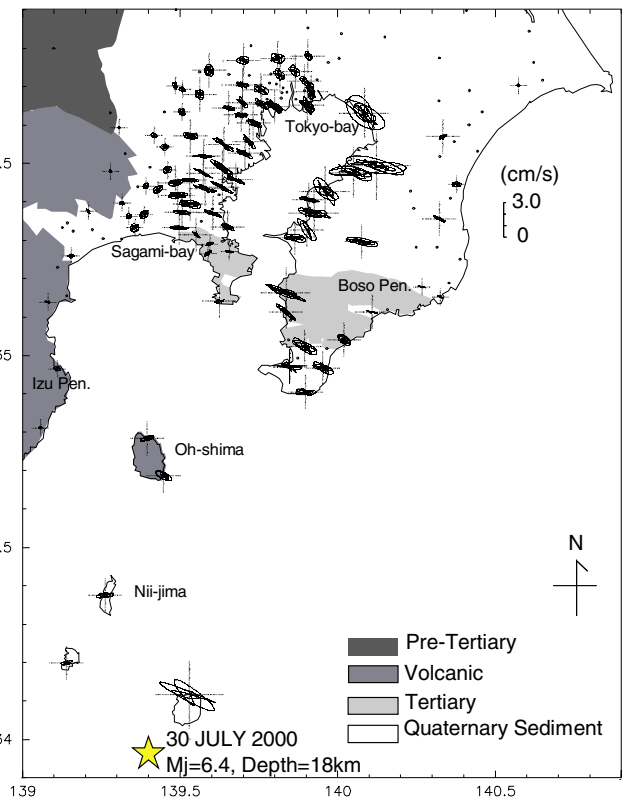 Tokyo-bay
.5
(cm/s)
3.0
0
Sagami-bay
Boso Pen.
35
Izu Pen.
Oh-shima
.5
N
Nii-jima
Pre-Tertiary
Volcanic
Tertiary
Quaternary Sediment
34
30 JULY 2000
Mj=6.4, Depth=18km
139
139.5
140
140.5